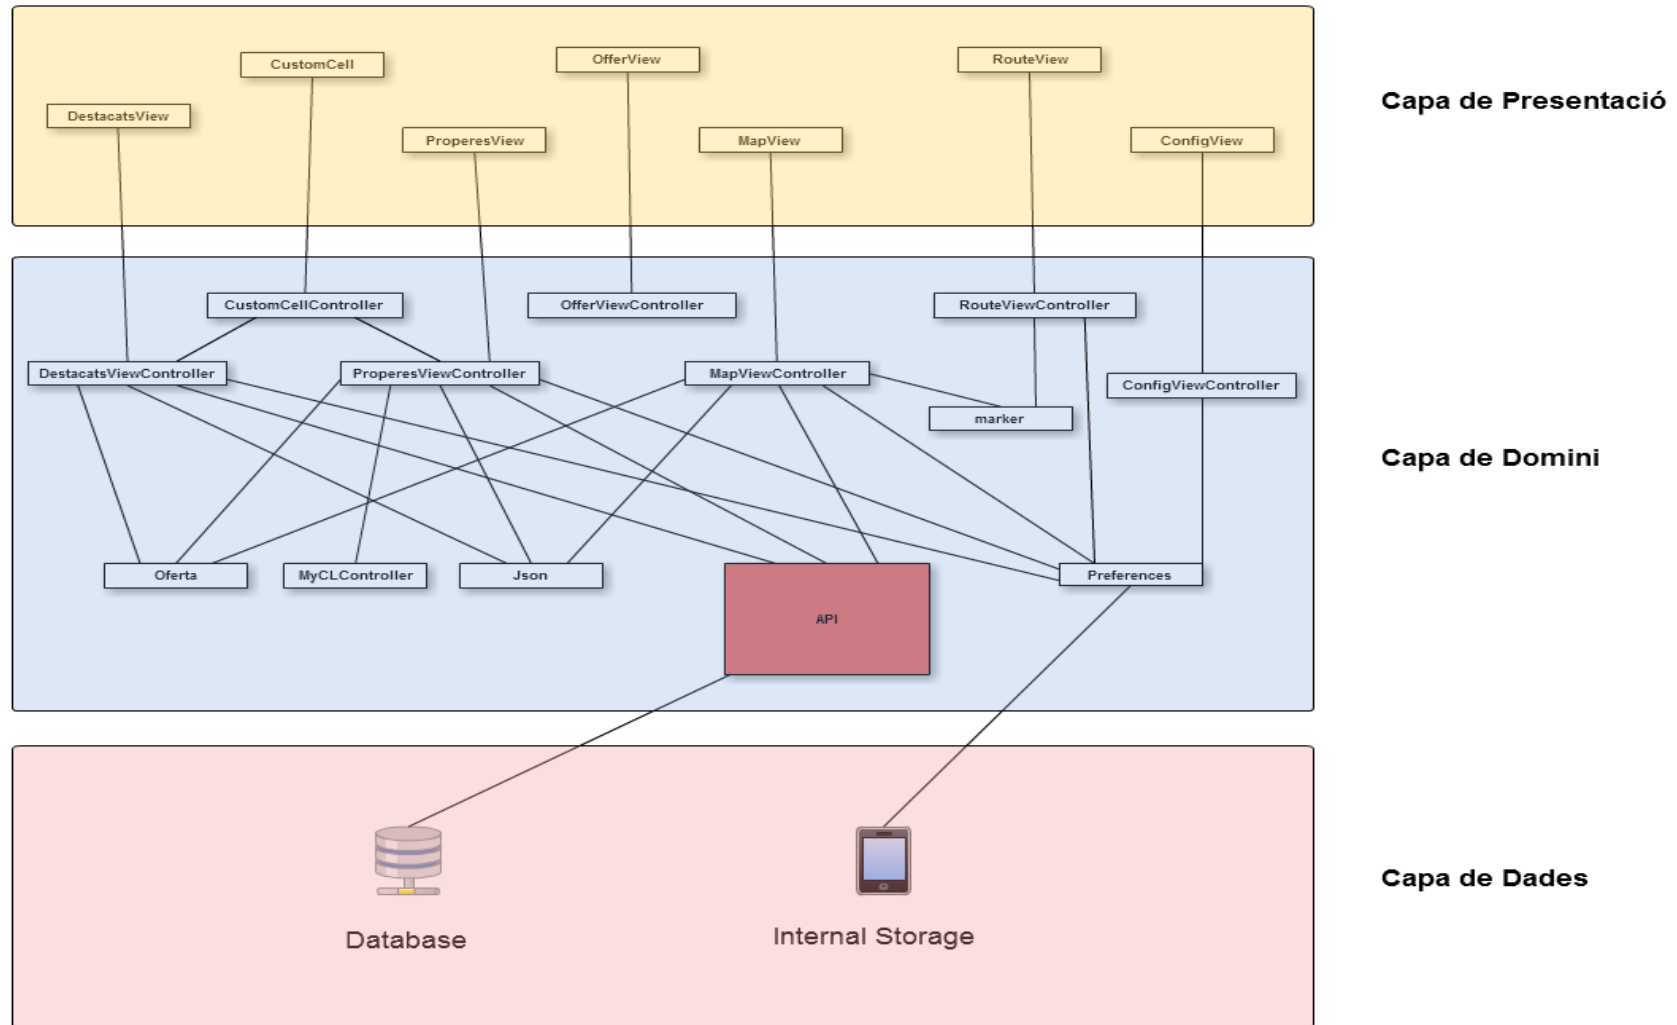 OfferView
RouteView
CustomCell
Capa de Presentació
DestacatsView
ProperesView
MapView
ConfigView
CustomCellController
OfferViewController
RouteViewController
DestacatsViewController
ProperesViewController
MapViewController
ConfigViewController
marker
Capa de Domini
Oferta
MyCLController
Json
Preferences
API
Capa de Dades
Database
Internal Storage